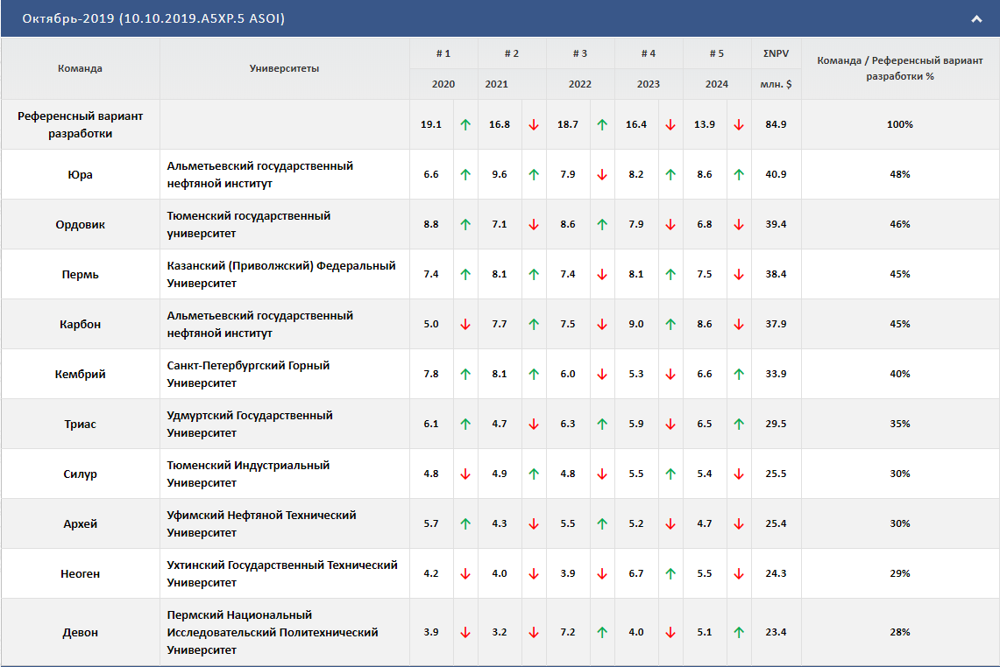 Октябрь-2019 (10.10.2019.A5XP.5 ASOI)
Команда Университеты # 1 # 2 # 3 # 4 # 5 ΣNPV Команда / Референсный вариант
разработки %
2020 2021 2022 2023 2024 млн. $
Референсный вариант
разработки
19.1 ↑ 16.8 ↓ 18.7 ↑ 16.4 ↓ 13.9 ↓ 84.9 100%
Юра
Альметьевский государственный
нефтяной институт
6.6 ↑ 9.6 ↑ 7.9 ↓ 8.2 ↑ 8.6 ↑ 40.9 48%
Ордовик
Тюменский государственный
университет
8.8 ↑ 7.1 ↓ 8.6 ↑ 7.9 ↓ 6.8 ↓ 39.4 46%
Пермь
Казанский (Приволжский) Федеральный
Университет
7.4 ↑ 8.1 ↑ 7.4 ↓ 8.1 ↑ 7.5 ↓ 38.4 45%
Карбон
Альметьевский государственный
нефтяной институт
5.0 ↓ 7.7 ↑ 7.5 ↓ 9.0 ↑ 8.6 ↓ 37.9 45%
Кембрий
Санкт-Петербургский Горный
Университет
7.8 ↑ 8.1 ↑ 6.0 ↓ 5.3 ↓ 6.6 ↑ 33.9 40%
Триас
Удмуртский Государственный
Университет
6.1 ↑ 4.7 ↓ 6.3 ↑ 5.9 ↓ 6.5 ↑ 29.5 35%
Силур
Тюменский Индустриальный
Университет
4.8 ↓ 4.9 ↑ 4.8 ↓ 5.5 ↑ 5.4 ↓ 25.5 30%
Архей
Уфимский Нефтяной Технический
Университет
5.7 ↑ 4.3 ↓ 5.5 ↑ 5.2 ↓ 4.7 ↓ 25.4 30%
Неоген
Ухтинский Государственный Технический
Университет
4.2 ↓ 4.0 ↓ 3.9 ↓ 6.7 ↑ 5.5 ↓ 24.3 29%
Девон
Пермский Национальный
Исследовательский Политехнический
Университет
3.9 ↓ 3.2 ↓ 7.2 ↑ 4.0 ↓ 5.1 ↑ 23.4 28%